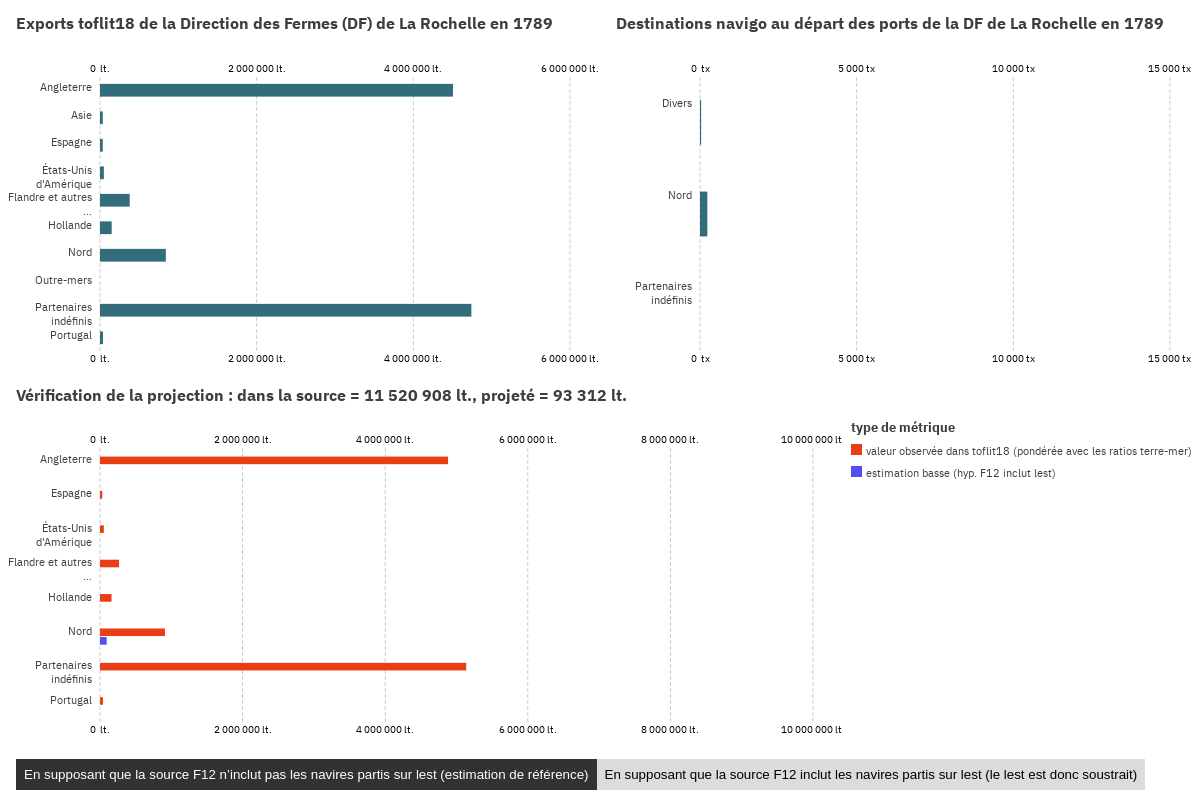 Exports toflit18 de la Direction des Fermes (DF) de La Rochelle en 1789
0 lt.
2 000 000 lt.
4 000 000 lt.
6 000 000 lt.
Angleterre
Asie
Espagne
États-Unis
d'Amérique
Flandre et autres
...
Hollande
Nord
Outre-mers
Partenaires
indéfinis
Portugal
0 lt.
2 000 000 lt.
4 000 000 lt.
6 000 000 lt.
Destinations navigo au départ des ports de la DF de La Rochelle en 1789
0 tx
5 000 tx
10 000 tx
15 000 tx
Divers
Nord
Partenaires
indéfinis
0 tx
5 000 tx
10 000 tx
15 000 tx
Vérification de la projection : dans la source = 11 520 908 lt., projeté = 93 312 lt.
0 lt.
2 000 000 lt.
4 000 000 lt.
6 000 000 lt.
8 000 000 lt.
10 000 000 lt
Angleterre
Espagne
États-Unis
d'Amérique
Flandre et autres
...
Hollande
Nord
Partenaires
indéfinis
Portugal
0 lt.
2 000 000 lt.
4 000 000 lt.
6 000 000 lt.
8 000 000 lt.
10 000 000 lt
type de métrique
valeur observée dans toflit18 (pondérée avec les ratios terre-mer)
estimation basse (hyp. F12 inclut lest)
En supposant que la source F12 n’inclut pas les navires partis sur lest (estimation de référence)
En supposant que la source F12 inclut les navires partis sur lest (le lest est donc soustrait)